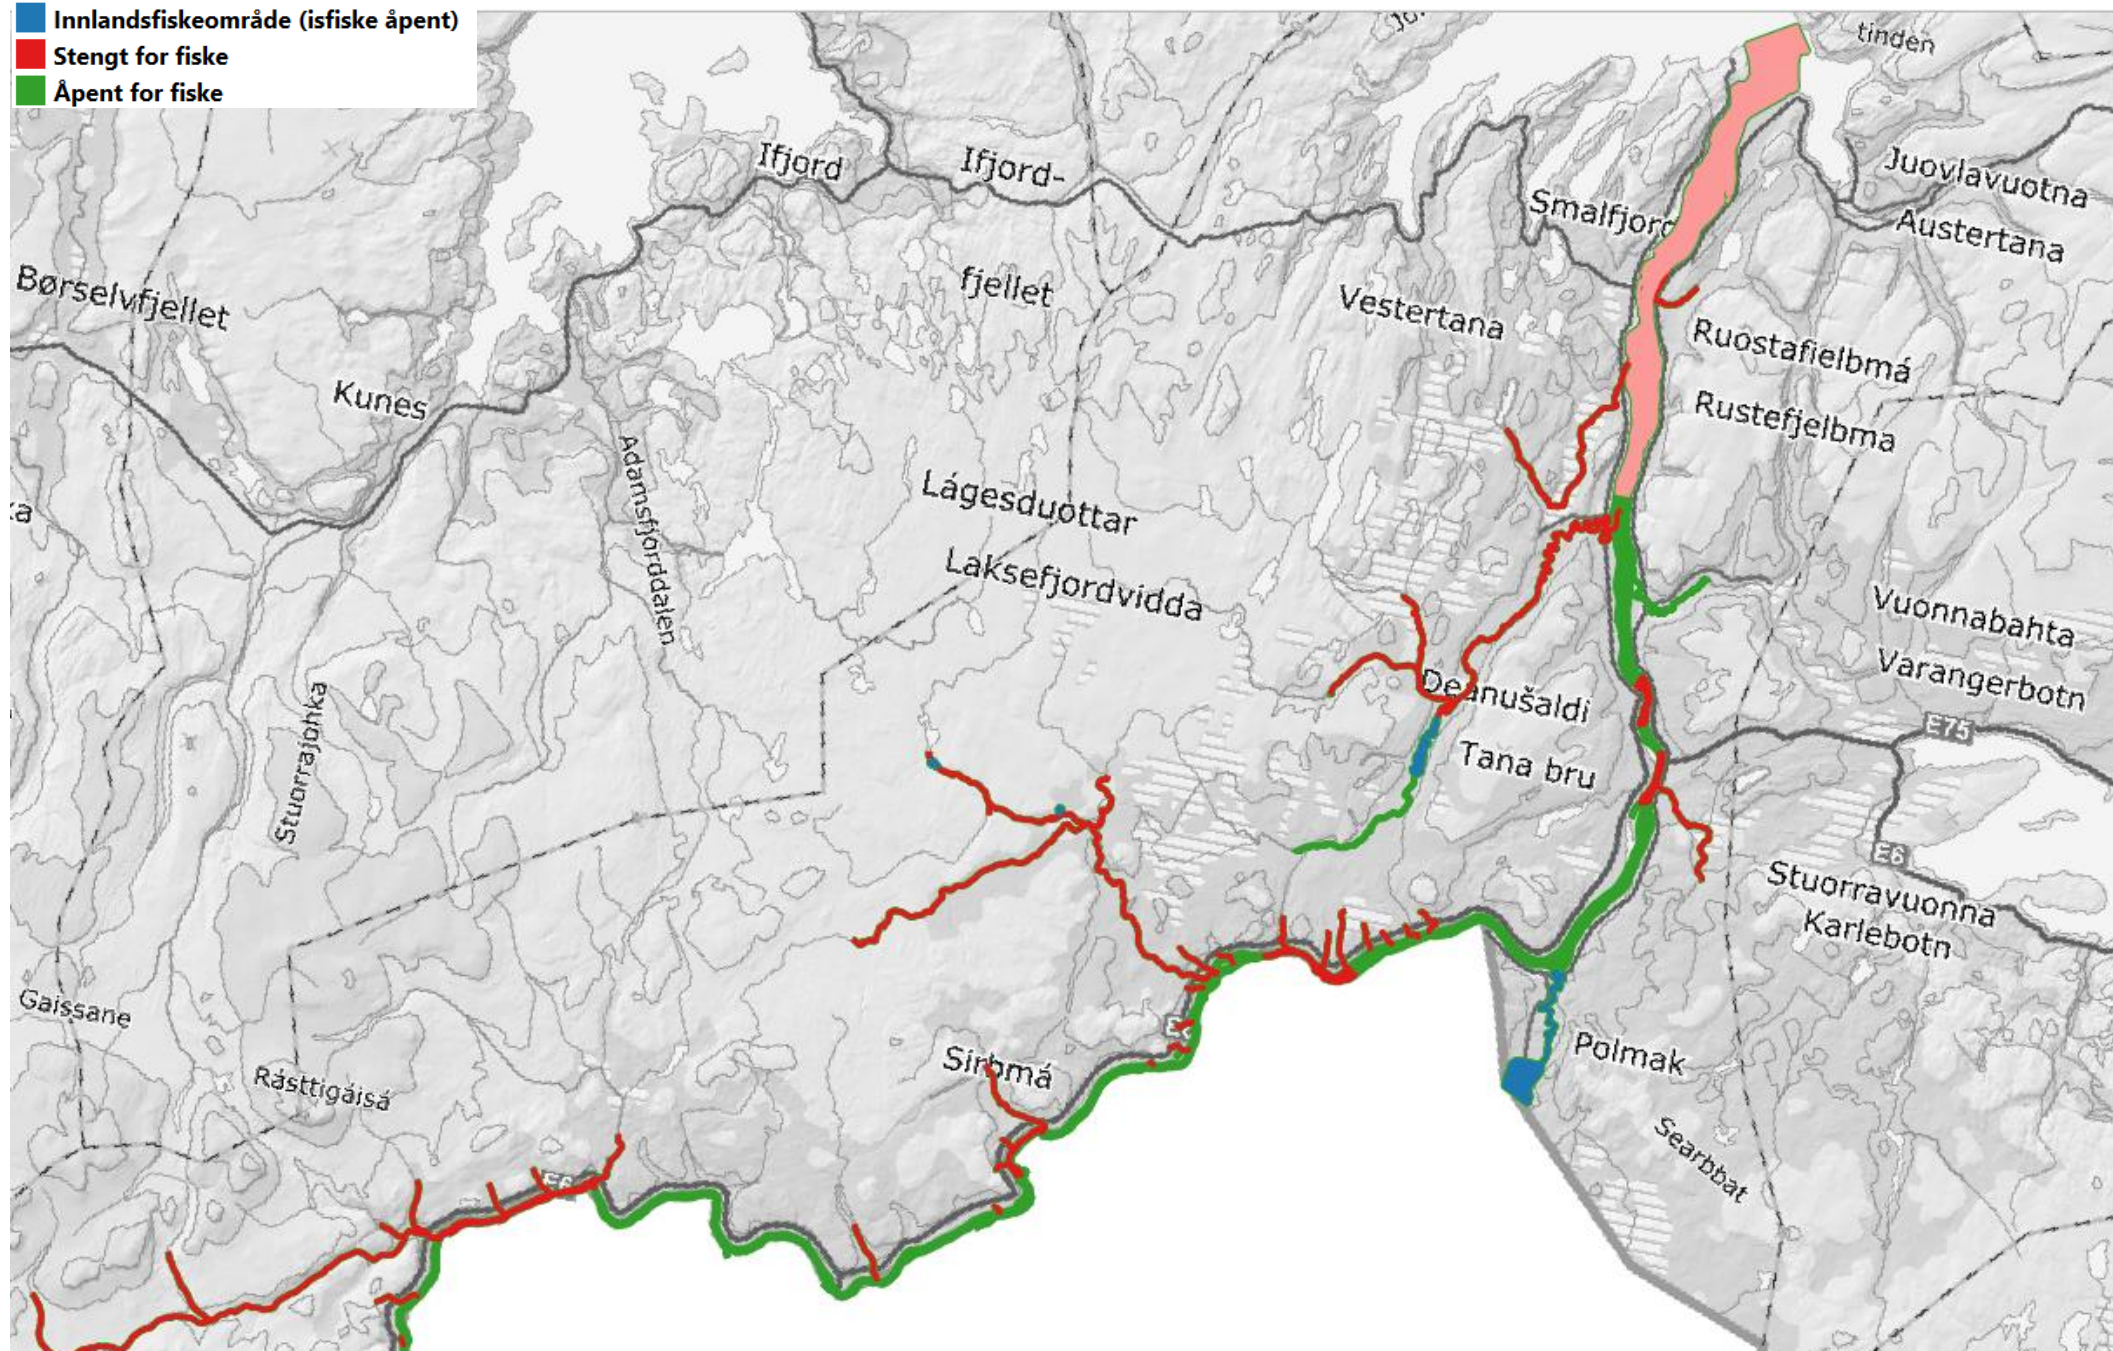 Innlandsfiskeområde (isfiske åpent)
Stengt for fiske
Åpent for fiske
tinden
Ifjord
Ifjord-
fjellet
Juovlavuotna
Austertana
Smalfjord
Børselvfjellet
Vestertana
Ruostafielbmá
Rustefjelbma
Kunes
Adamsfjorddalen
Lágesduottar
Laksefjordvidda
Vuonnabahta
Varangerbotn
Deanušaldi
Tana bru
E75
Stuorrajohka
E6
Stuorravuonna
Karlebotn
Gaissane
Polmak
Sirbmá
Rásttigáisá
Searbbat
E6